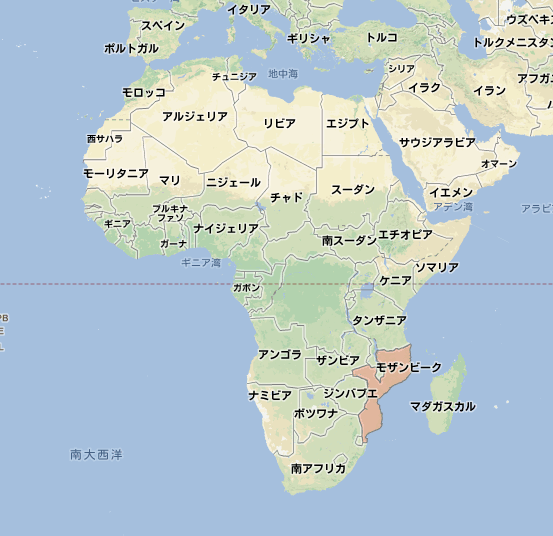 イタリア
スペイン
ポルトガル
ギリシャ
トルコ
ウズベキ
トルクメニスタン
チュニジア
地中海
シリア
イラク
イラン
アフガ
モロッコ
アルジェリア
リビア
エジプト
サウジアラビア
オマーン
西サハラ
モーリタニア
マリ
ニジェール
チャド
スーダン
イエメン
アデン湾
アラビ
ブルキナ
ファソ
ギニア
ガーナ
ナイジェリア
南スーダン
エチオピア
ギニア湾
ソマリア
ガボン
ケニア
タンザニア
アンゴラ
ザンビア
モザンビーク
ナミビア
ジンバブエ
ボツワナ
マダガスカル
南大西洋
南アフリカ